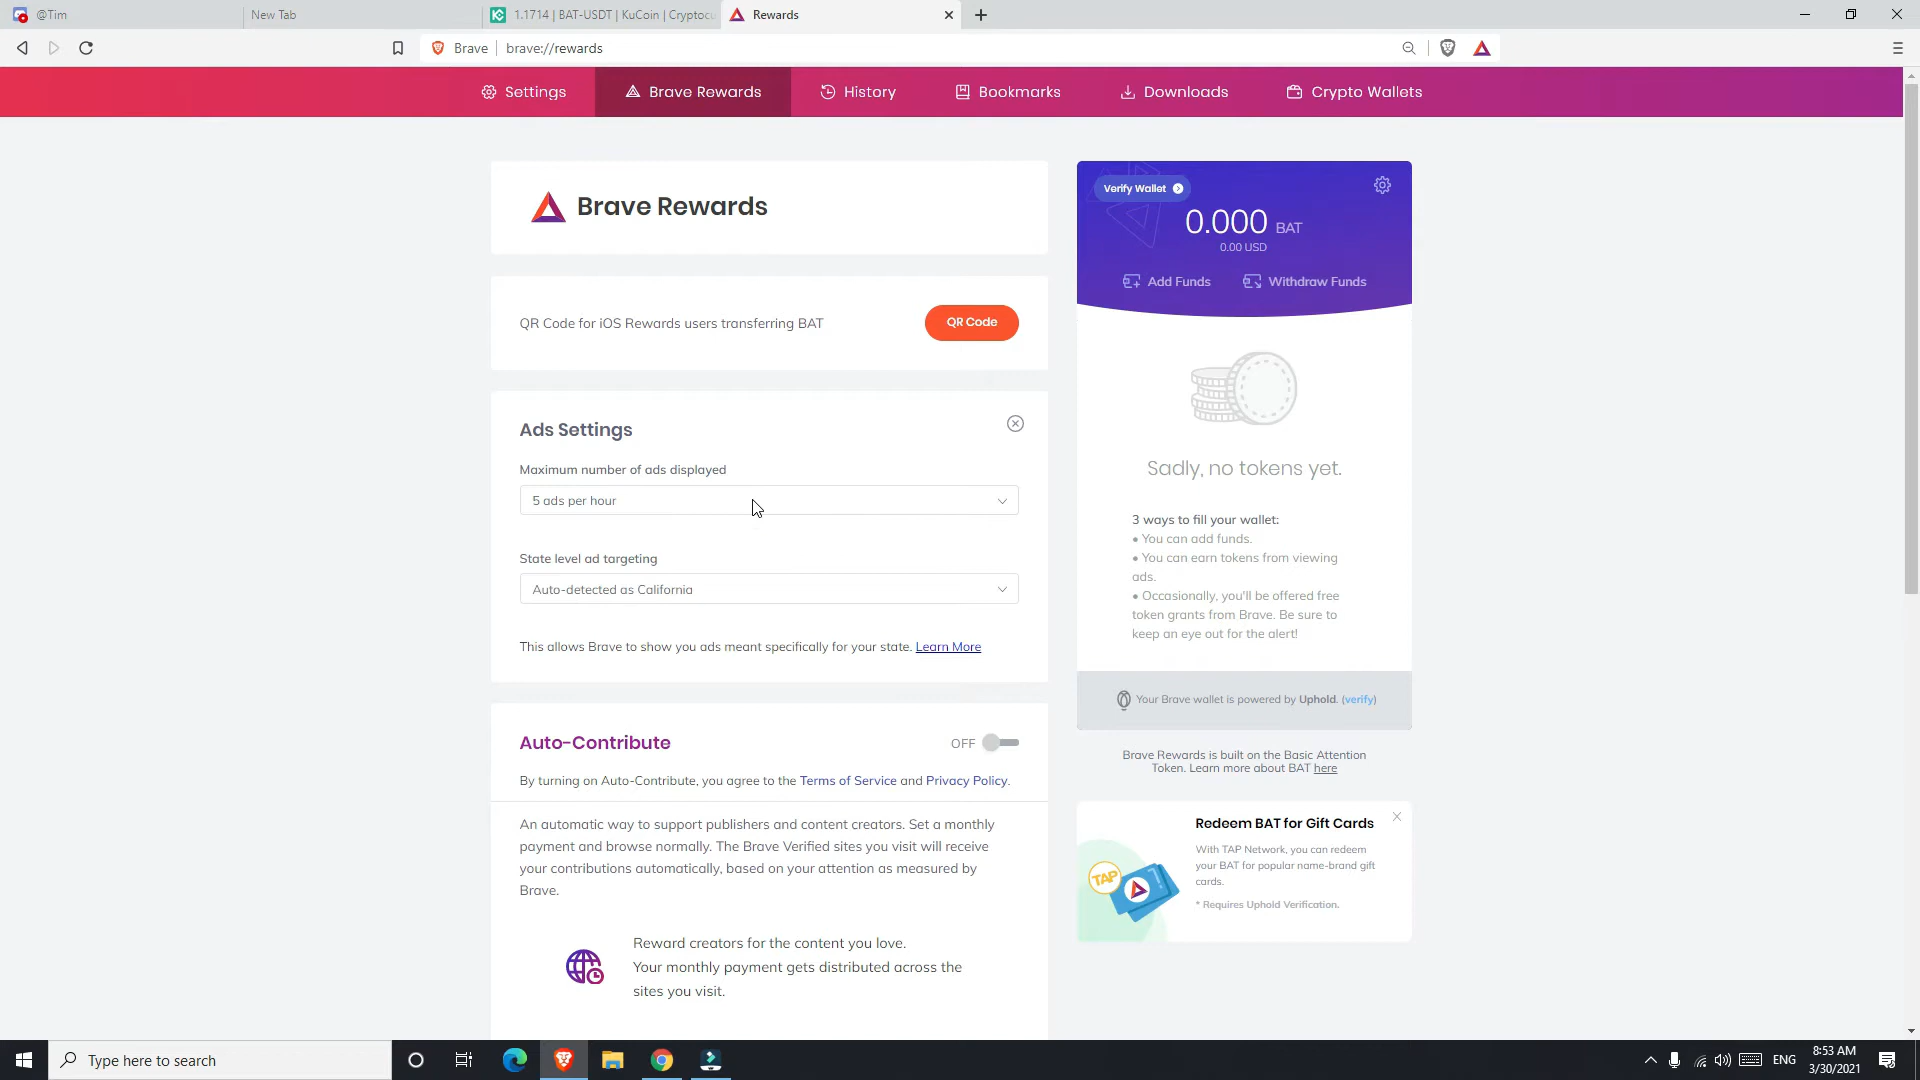 @Tim
New Tab
1.1714 | BAT-USDT | KuCoin | Cryptocu
Rewards
Brave
brave://rewards
Settings
Brave Rewards
History
Bookmarks
Downloads
Crypto Wallets
Brave Rewards
QR Code for iOS Rewards users transferring BAT
QR Code
Ads Settings
Maximum number of ads displayed
5 ads per hour
State level ad targeting
Auto-detected as California
This allows Brave to show you ads meant specifically for your state. Learn More
Auto-Contribute
OFF
By turning on Auto-Contribute, you agree to the Terms of Service and Privacy Policy.
An automatic way to support publishers and content creators. Set a monthly
payment and browse normally. The Brave Verified sites you visit will receive
your contributions automatically, based on your attention as measured by
Brave.
Reward creators for the content you love.
Your monthly payment gets distributed across the
sites you visit.
Verify Wallet
0.000 BAT
0.00 USD
Add Funds
Withdraw Funds
Sadly, no tokens yet.
3 ways to fill your wallet:
• You can add funds.
• You can earn tokens from viewing
ads.
• Occasionally, you'll be offered free
token grants from Brave. Be sure to
keep an eye out for the alert!
Your Brave wallet is powered by Uphold. (verify)
Brave Rewards is built on the Basic Attention
Token. Learn more about BAT here
TAP
Redeem BAT for Gift Cards
With TAP Network, you can redeem
your BAT for popular name-brand gift
cards.
* Requires Uphold Verification.
Type here to search
ENG
8:53 AM
3/30/2021